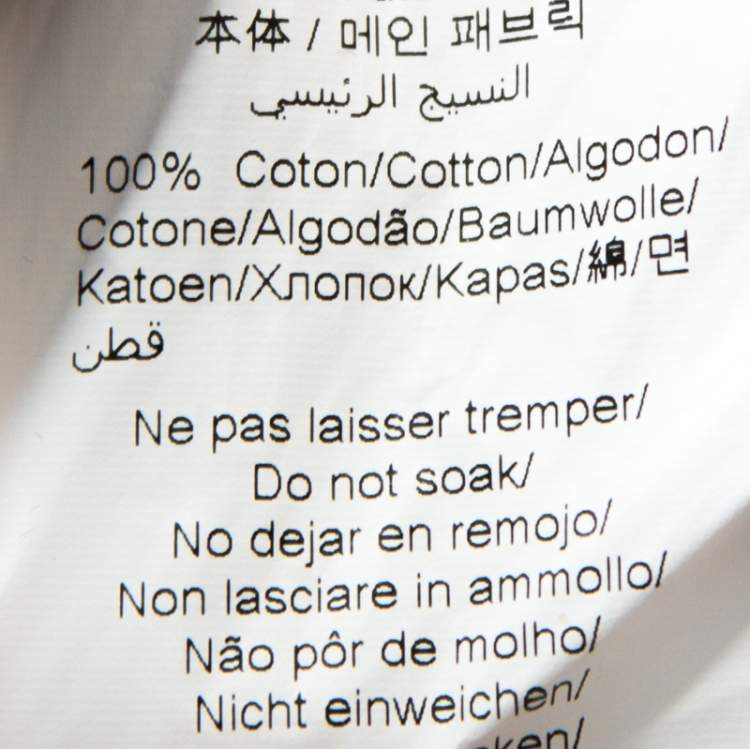 本体 / 메인 패브릭
النسيج الرئيسي
100% Coton/Cotton/Algodon/
Cotone/Algodão/Baumwolle/
Katoen/Хлопок/Kapas/綿/면
قطن
Ne pas laisser tremper/
Do not soak/
No dejar en remojo/
Non lasciare in ammollo/
Não pôr de molho/
Nicht einweichen/